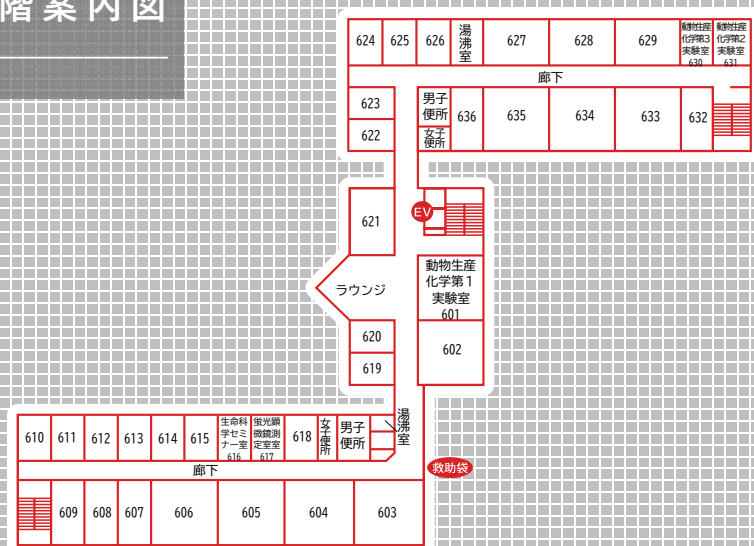 階案内図
624
625
626
湯沸室
627
628
629
動物生産
化学第3
実験室
630
動物生産
化学第2
実験室
631
廊下
623
622
男子
便所
女子
便所
636
635
634
633
632
621
EV
ラウンジ
動物生産
化学第1
実験室
601
620
619
602
610
611
612
613
614
615
生命科
学セミ
ナー室
616
蛍光顕
微鏡測
定室室
617
618
女子便所
男子
便所
湯沸室
廊下
救助袋
609
608
607
606
605
604
603